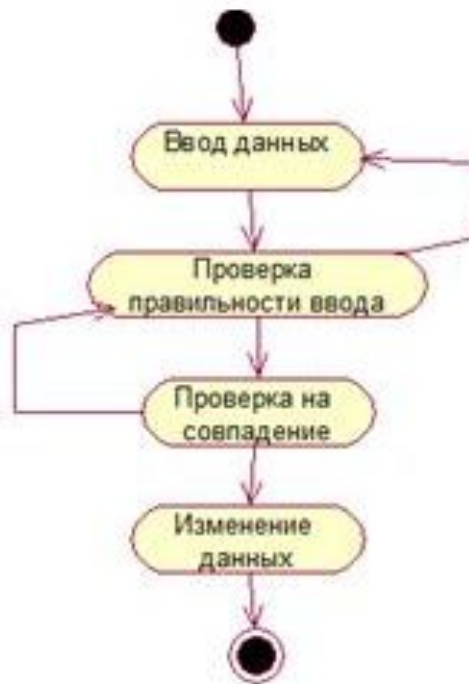 Ввод данных
Проверка
правильности ввода
Проверка на
совпадение
Изменение
данных